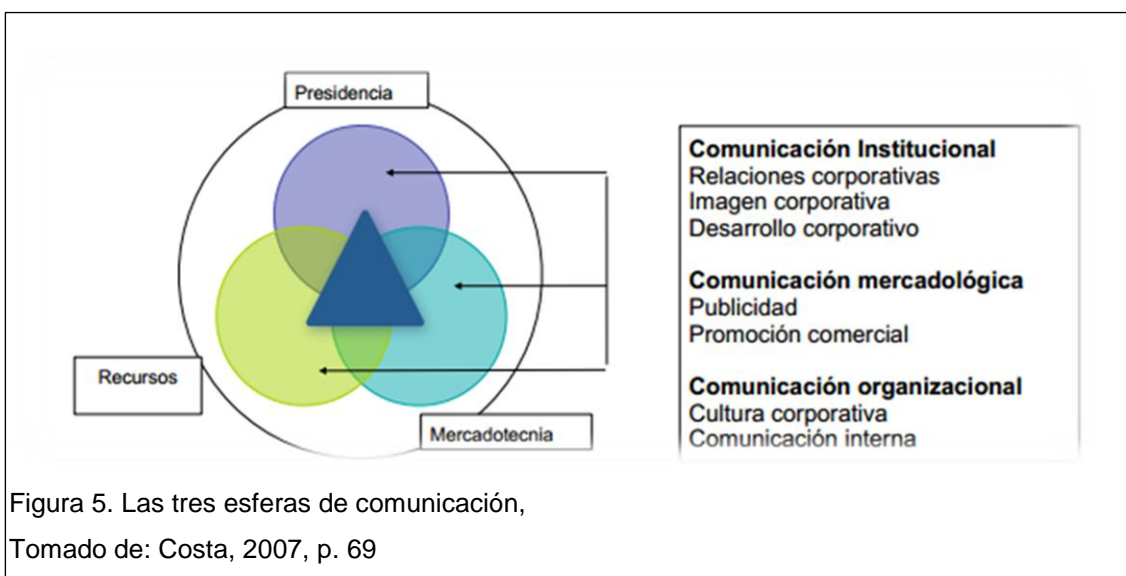 Presidencia
Recursos
Mercadotecnia
Comunicación Institucional
Relaciones corporativas
Imagen corporativa
Desarrollo corporativo
Comunicación mercadológica
Publicidad
Promoción comercial
Comunicación organizacional
Cultura corporativa
Comunicación interna
Figura 5. Las tres esferas de comunicación,
Tomado de: Costa, 2007, p. 69